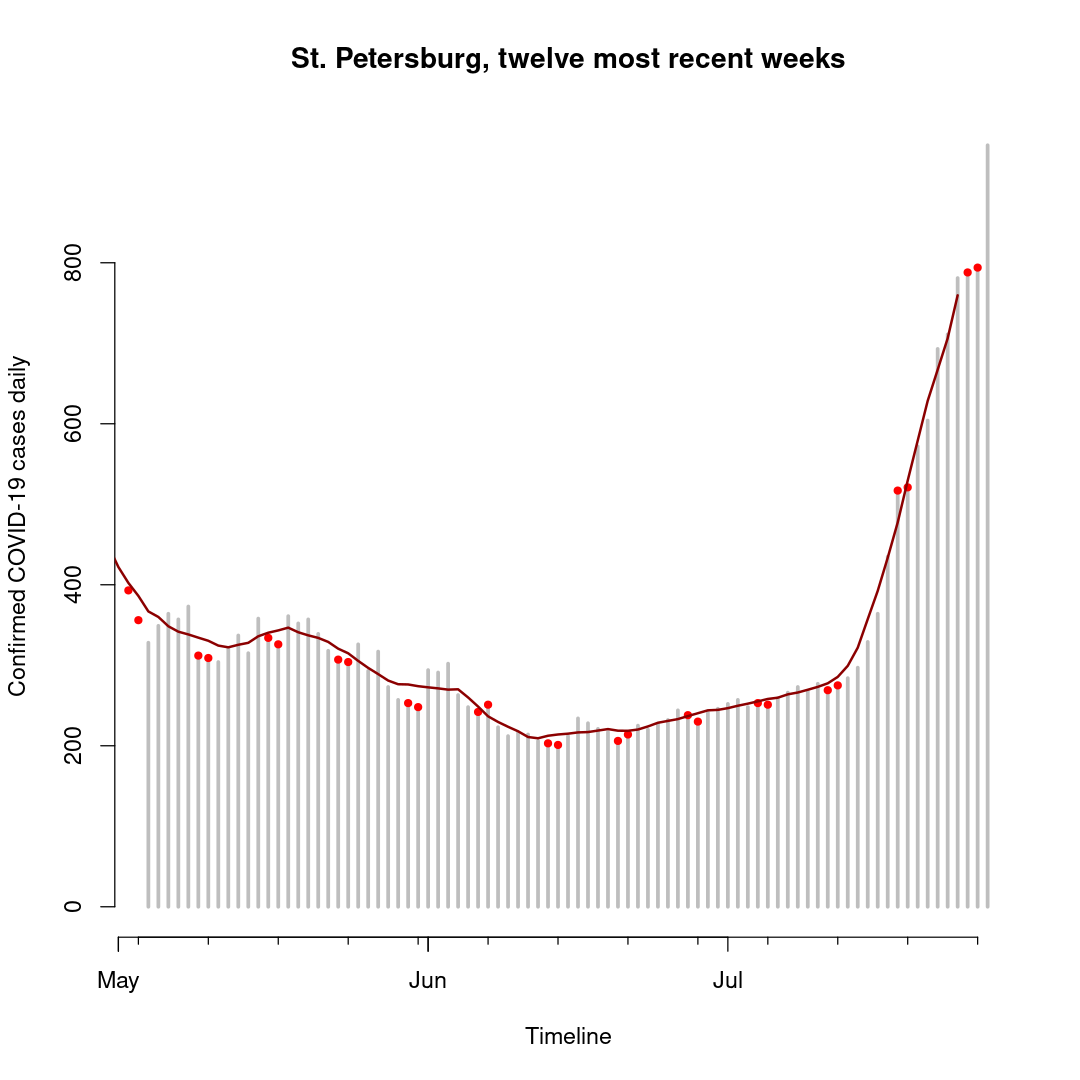 St. Petersburg, twelve most recent weeks
Confirmed COVID-19 cases daily
800
600
400
200
0
May Jun Jul
Timeline